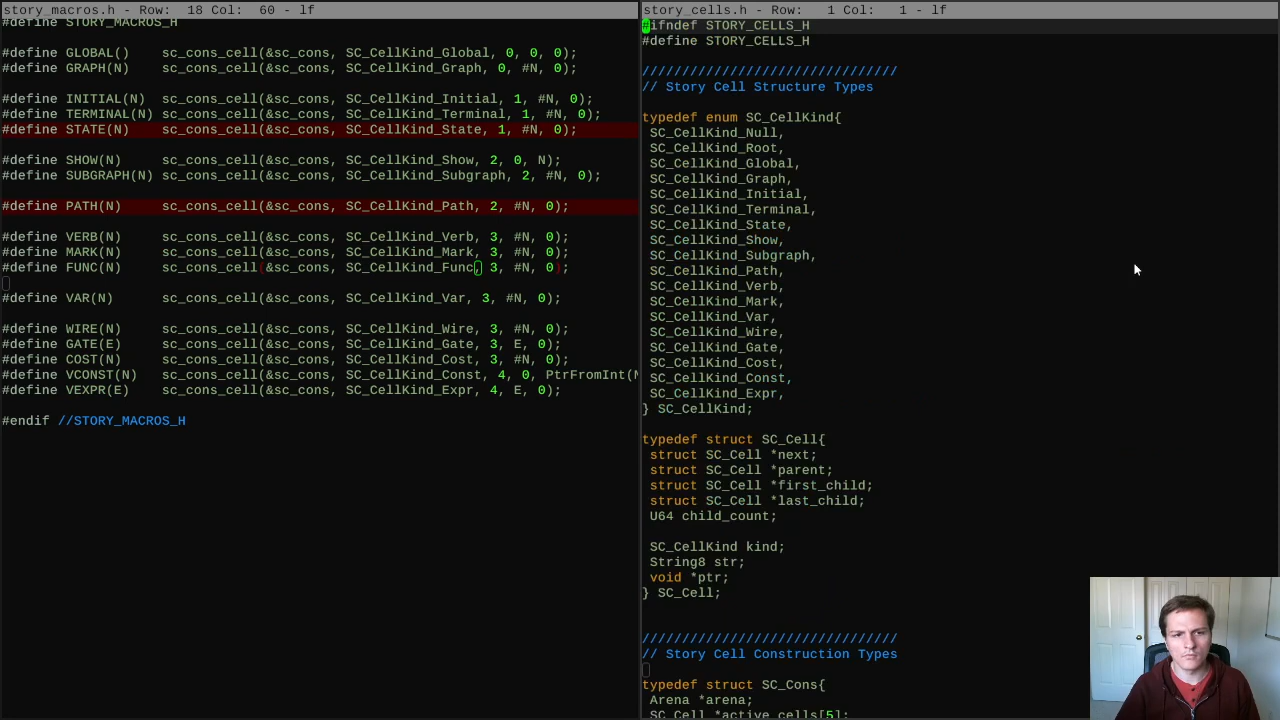 story_macros.h - Row: 18 Col: 60 - lf
#define STORY_MACROS_H
#define GLOBAL() sc_cons_cell(&sc_cons, SC_CellKind_Global, 0, 0, 0);
#define GRAPH(N) sc_cons_cell(&sc_cons, SC_CellKind_Graph, 0, #N, 0);
#define INITIAL(N) sc_cons_cell(&sc_cons, SC_CellKind_Initial, 1, #N, 0);
#define TERMINAL(N) sc_cons_cell(&sc_cons, SC_CellKind_Terminal, 1, #N, 0);
#define STATE(N) sc_cons_cell(&sc_cons, SC_CellKind_State, 1, #N, 0);
#define SHOW(N) sc_cons_cell(&sc_cons, SC_CellKind_Show, 2, 0, N);
#define SUBGRAPH(N) sc_cons_cell(&sc_cons, SC_CellKind_Subgraph, 2, #N, 0);
#define PATH(N) sc_cons_cell(&sc_cons, SC_CellKind_Path, 2, #N, 0);
#define VERB(N) sc_cons_cell(&sc_cons, SC_CellKind_Verb, 3, #N, 0);
#define MARK(N) sc_cons_cell(&sc_cons, SC_CellKind_Mark, 3, #N, 0);
#define FUNC(N) sc_cons_cell(&sc_cons, SC_CellKind_Func, 3, #N, 0);
#define VAR(N) sc_cons_cell(&sc_cons, SC_CellKind_Var, 3, #N, 0);
#define WIRE(N) sc_cons_cell(&sc_cons, SC_CellKind_Wire, 3, #N, 0);
#define GATE(E) sc_cons_cell(&sc_cons, SC_CellKind_Gate, 3, E, 0);
#define COST(N) sc_cons_cell(&sc_cons, SC_CellKind_Cost, 3, #N, 0);
#define VCONST(N) sc_cons_cell(&sc_cons, SC_CellKind_Const, 4, 0, PtrFromInt(N
#define VEXPR(E) sc_cons_cell(&sc_cons, SC_CellKind_Expr, 4, E, 0);
#endif //STORY_MACROS_H
story_cells.h - Row: 1 Col: 1 - lf
#ifndef STORY_CELLS_H
#define STORY_CELLS_H
////////////////////////////////
// Story Cell Structure Types
typedef enum SC_CellKind{
SC_CellKind_Null,
SC_CellKind_Root,
SC_CellKind_Global,
SC_CellKind_Graph,
SC_CellKind_Initial,
SC_CellKind_Terminal,
SC_CellKind_State,
SC_CellKind_Show,
SC_CellKind_Subgraph,
SC_CellKind_Path,
SC_CellKind_Verb,
SC_CellKind_Mark,
SC_CellKind_Var,
SC_CellKind_Wire,
SC_CellKind_Gate,
SC_CellKind_Cost,
SC_CellKind_Const,
SC_CellKind_Expr,
} SC_CellKind;
typedef struct SC_Cell{
struct SC_Cell *next;
struct SC_Cell *parent;
struct SC_Cell *first_child;
struct SC_Cell *last_child;
U64 child_count;
SC_CellKind kind;
String8 str;
void *ptr;
} SC_Cell;
////////////////////////////////
// Story Cell Construction Types
typedef struct SC_Cons{
Arena *arena;
SC_Cell *active_cells[5];